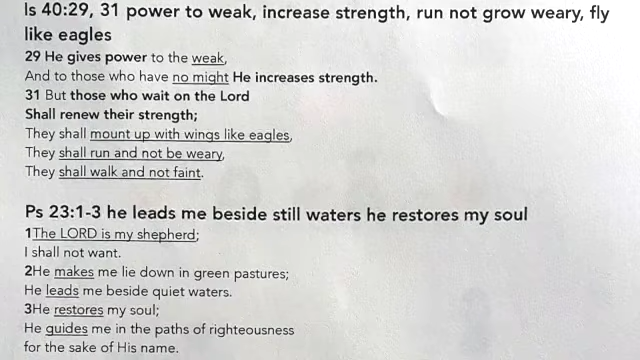 Is 40:29, 31 power to weak, increase strength, run not grow weary, fly
like eagles
29 He gives power to the weak,
And to those who have no might He increases strength.
31 But those who wait on the Lord
Shall renew their strength;
They shall mount up with wings like eagles,
They shall run and not be weary,
They shall walk and not faint.
Ps 23:1-3 he leads me beside still waters he restores my soul
1The LORD is my shepherd;
I shall not want.
2He makes me lie down in green pastures;
He leads me beside quiet waters.
3He restores my soul;
He guides me in the paths of righteousness
for the sake of His name.